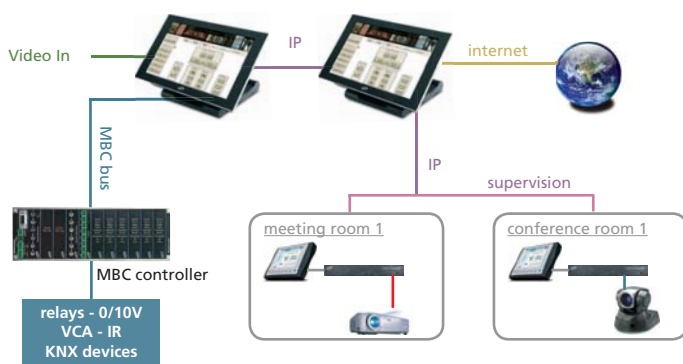 Video In
IP
internet
MBC bus
IP
supervision
meeting room 1
conference room 1
MBC controller
relays - 0/10V
VCA - IR
KNX devices